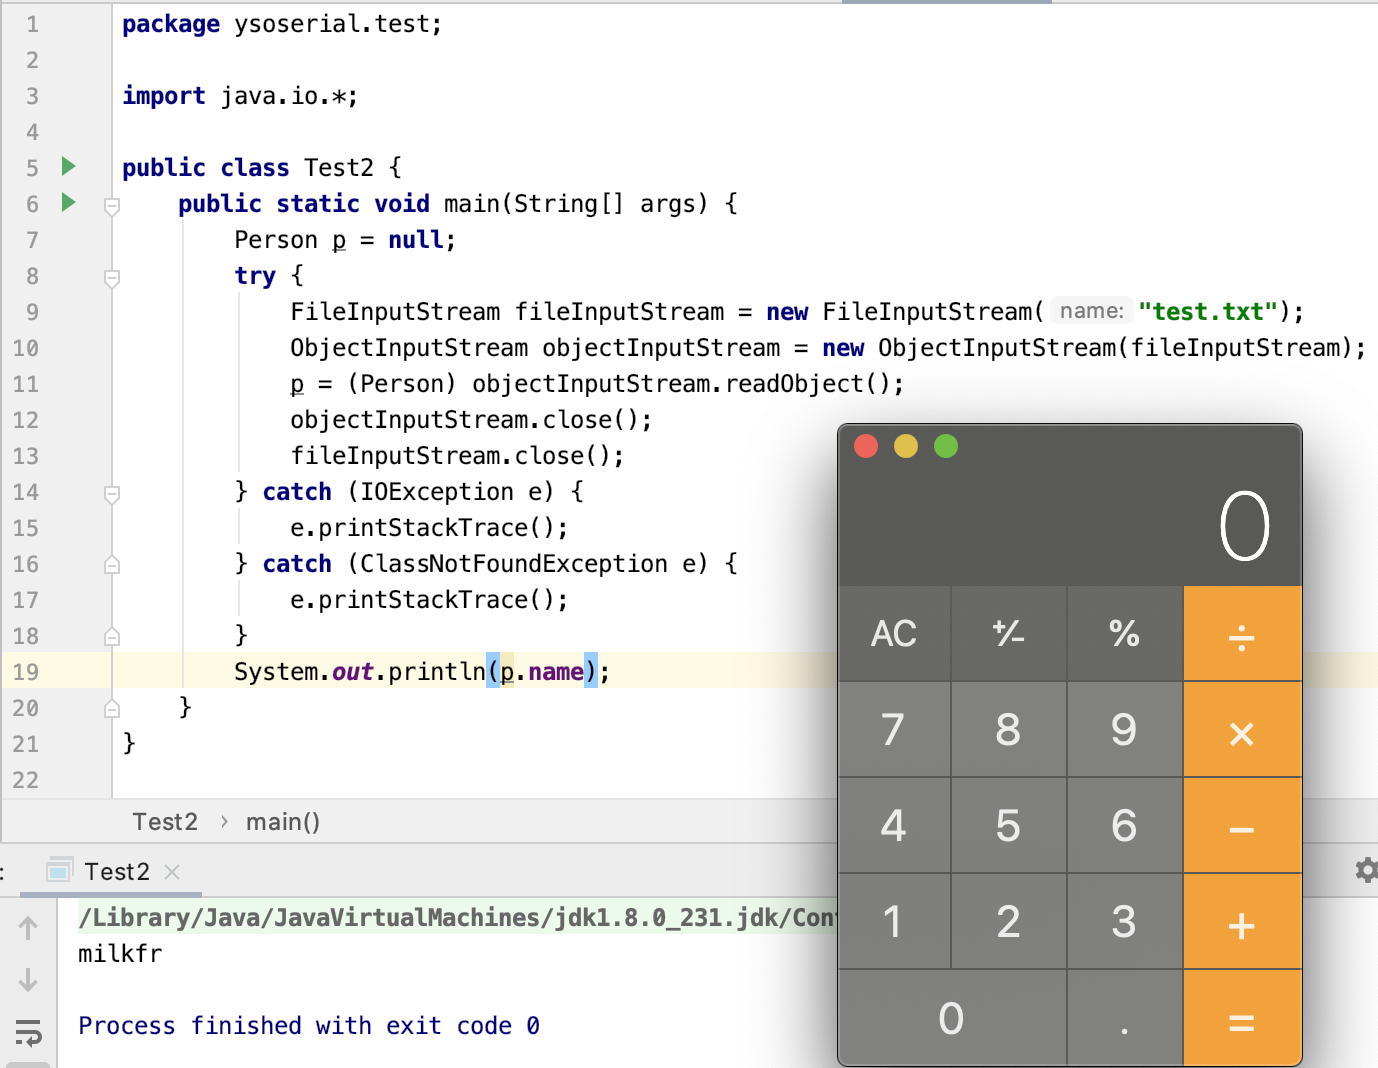 1 package ysoserial.test;
2
3 import java.io.*;
4
5 public class Test2 {
6 public static void main(String[] args) {
7 Person p = null;
8 try {
9 FileInputStream fileInputStream = new FileInputStream( name: "test.txt");
10 ObjectInputStream objectInputStream = new ObjectInputStream(fileInputStream);
11 p = (Person) objectInputStream.readObject();
12 objectInputStream.close();
13 fileInputStream.close();
14 } catch (IOException e) {
15 e.printStackTrace();
16 } catch (ClassNotFoundException e) {
17 e.printStackTrace();
18 }
19 System.out.println(p.name);
20 }
21 }
22
Test2 › main()
: Test2 ×
/Library/Java/JavaVirtualMachines/jdk1.8.0_231.jdk/Con
milkfr
Process finished with exit code 0
0
AC +⁄− % ÷
7 8 9 ×
4 5 6 −
1 2 3 +
0 . =